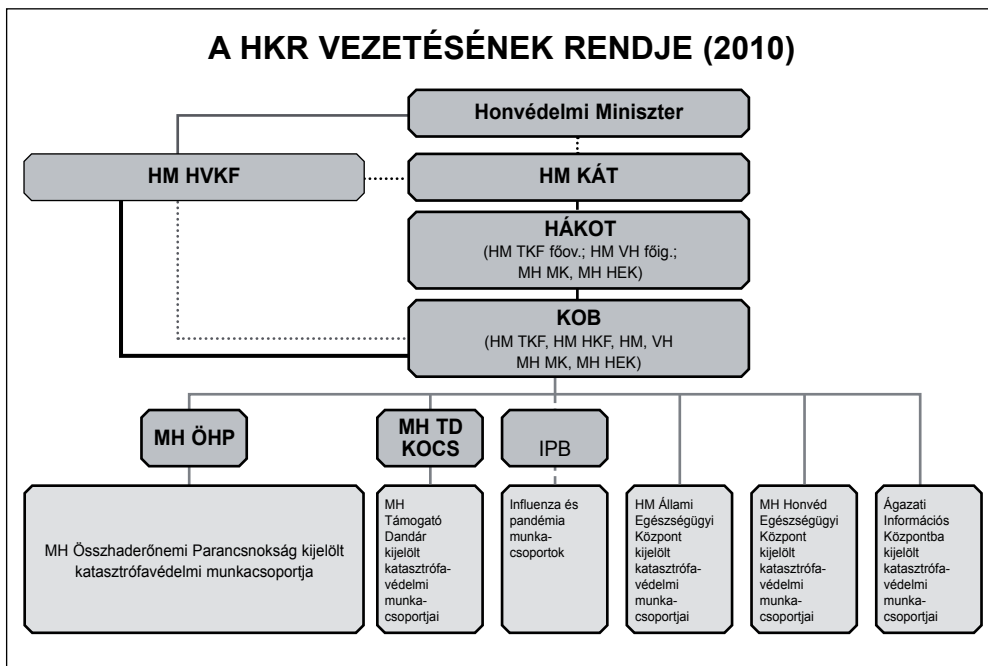 A HKR VEZETÉSÉNEK RENDJE (2010)
Honvédelmi Miniszter
HM HVKF
HM KÁT
HÁKOT
(HM TKF főov.; HM VH főig.;
MH MK, MH HEK)
KOB
(HM TKF, HM HKF, HM, VH
MH MK, MH HEK)
MH ÖHP
MH TD
KOCS
IPB
MH Összhaderőnemi Parancsnokság kijelölt
katasztrófavédelmi munkacsoportja
MH
Támogató
Dandár
kijelölt
katasztrófa-
védelmi
munka-
csoportjai
Influenza és
pandémia
munka-
csoportok
HM Állami
Egészségügyi
Központ
kijelölt
katasztrófa-
védelmi
munka-
csoportjai
MH Honvéd
Egészségügyi
Központ
kijelölt
katasztrófa-
védelmi
munka-
csoportjai
Ágazati
Információs
Központba
kijelölt
katasztrófa-
védelmi
munka-
csoportjai